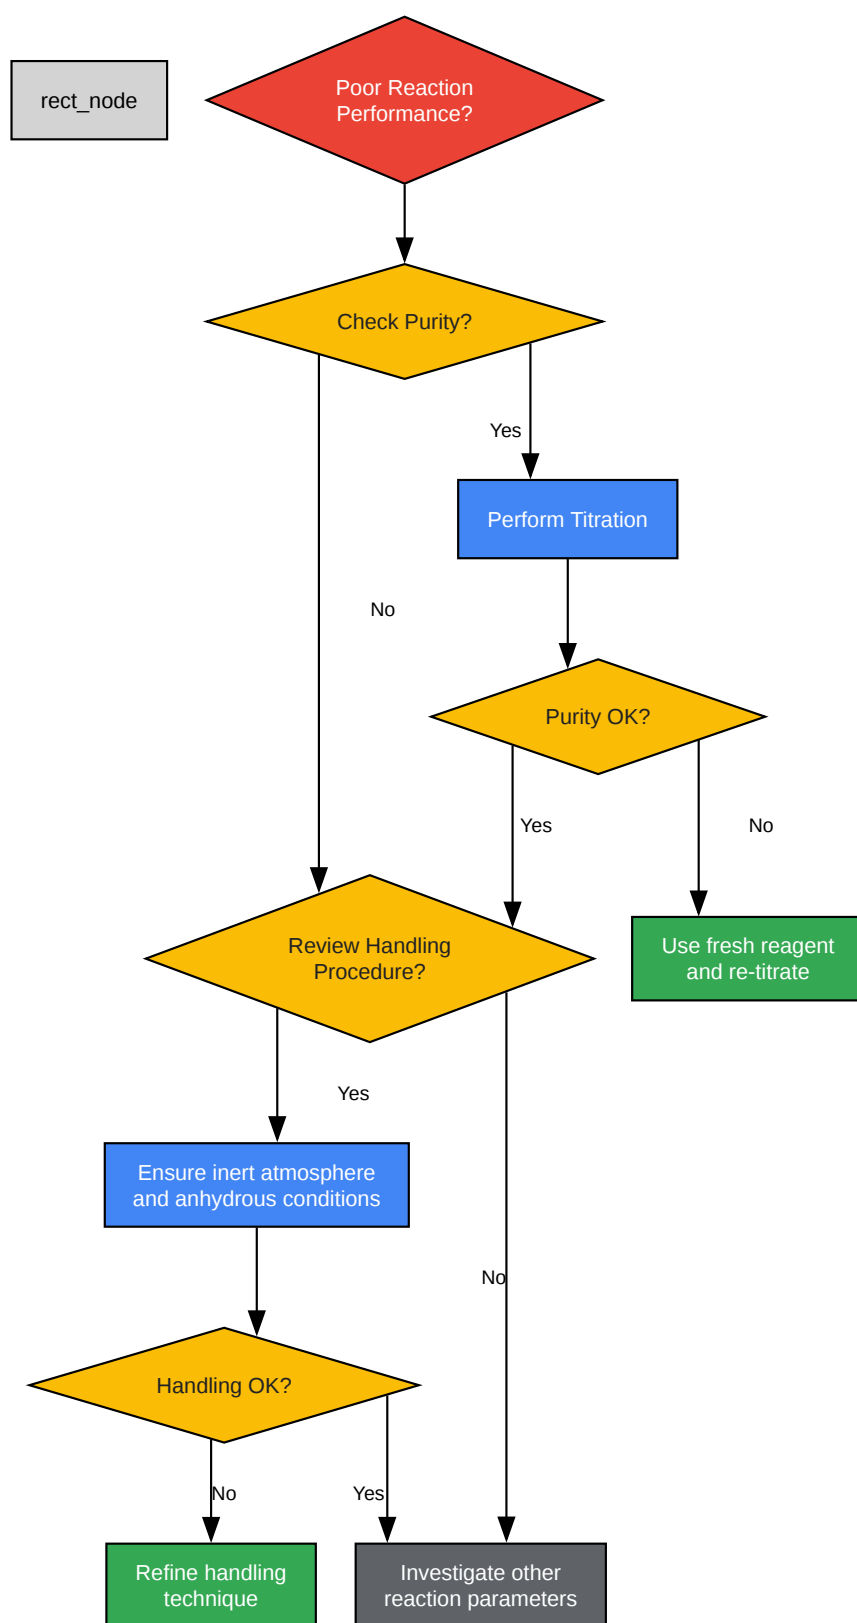 rect_node
Poor Reaction
Performance?
Check Purity?
Yes
Perform Titration
No
Purity OK?
Yes
No
Review Handling
Procedure?
Use fresh reagent
and re-titrate
Yes
Ensure inert atmosphere
and anhydrous conditions
No
Handling OK?
No
Yes
Refine handling
technique
Investigate other
reaction parameters